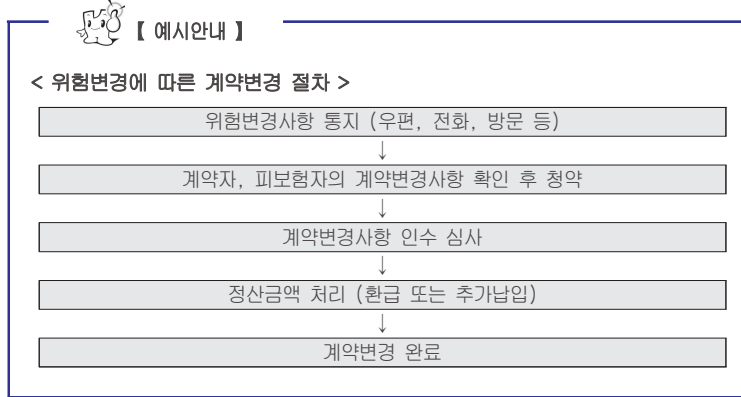 【 예시안내 】
< 위험변경에 따른 계약변경 절차 >
위험변경사항 통지 (우편, 전화, 방문 등)
↓
계약자, 피보험자의 계약변경사항 확인 후 청약
↓
계약변경사항 인수 심사
↓
정산금액 처리 (환급 또는 추가납입)
↓
계약변경 완료